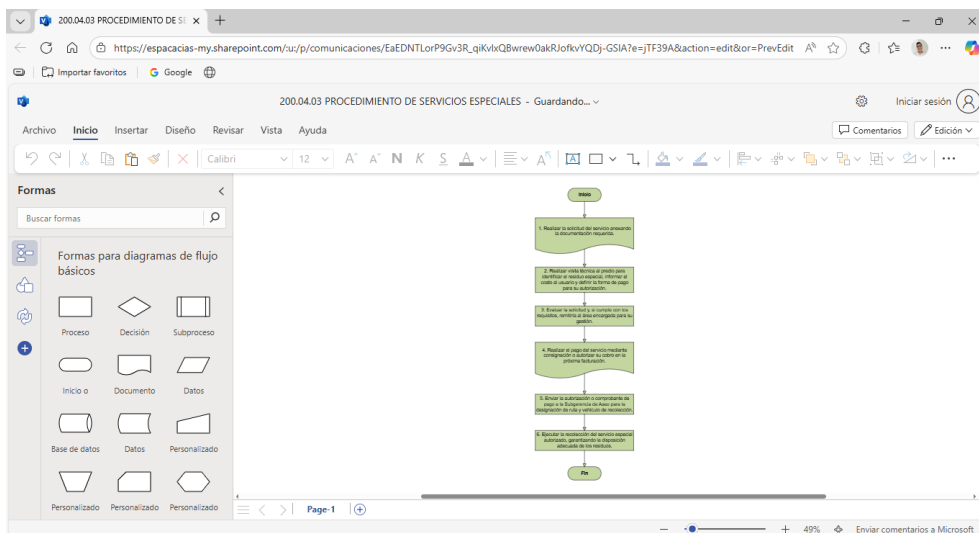 200.04.03 PROCEDIMIENTO DE SE
https://espacacias-my.sharepoint.com/:u:/p/comunicaciones/EaEDNTLorP9Gv3R_qiKvlxQBwrew0akRJofkvYQDj-GSIA?e=jTF39A&action=edit&or=PrevEdit
Importar favoritos
Google
200.04.03 PROCEDIMIENTO DE SERVICIOS ESPECIALES - Guardando...
Iniciar sesión
Archivo Inicio Insertar Diseño Revisar Vista Ayuda
Comentarios Edición
Calibri 12 N K S A
Formas
Buscar formas
Formas para diagramas de flujo
básicos
Proceso Decisión Subproceso
Inicio o Documento Datos
Base de datos Datos Personalizado
Personalizado Personalizado Personalizado
Inicio
1. Realizar la solicitud del servicio anexando
la documentación requerida.
2. Realizar visita técnica al predio para
identificar el residuo especial, informar el
costo al usuario y definir la forma de pago
para su autorización.
3. Evaluar la solicitud y, si cumple con los
requisitos, remitirla al área encargada para su
gestión.
4. Realizar el pago del servicio mediante
consignación o autorizar su cobro en la
próxima facturación.
5. Enviar la autorización o comprobante de
pago a la Subgerencia de Aseo para la
designación de ruta y vehículo de recolección.
6. Ejecutar la recolección del servicio especial
autorizado, garantizando la disposición
adecuada de los residuos.
Fin
Page-1
49% Enviar comentarios a Microsoft